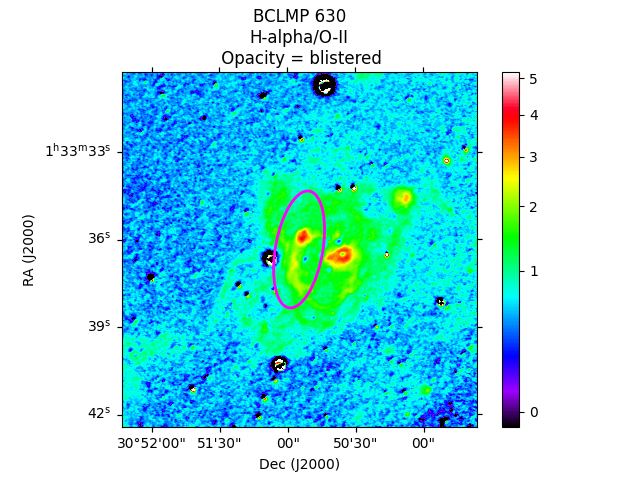 BCLMP 630
H-alpha/O-II
Opacity = blistered
1ʰ33ᵐ33ˢ
36ˢ
39ˢ
42ˢ
RA (J2000)
30°52'00" 51'30" 00" 50'30" 00"
Dec (J2000)
5
4
3
2
1
0